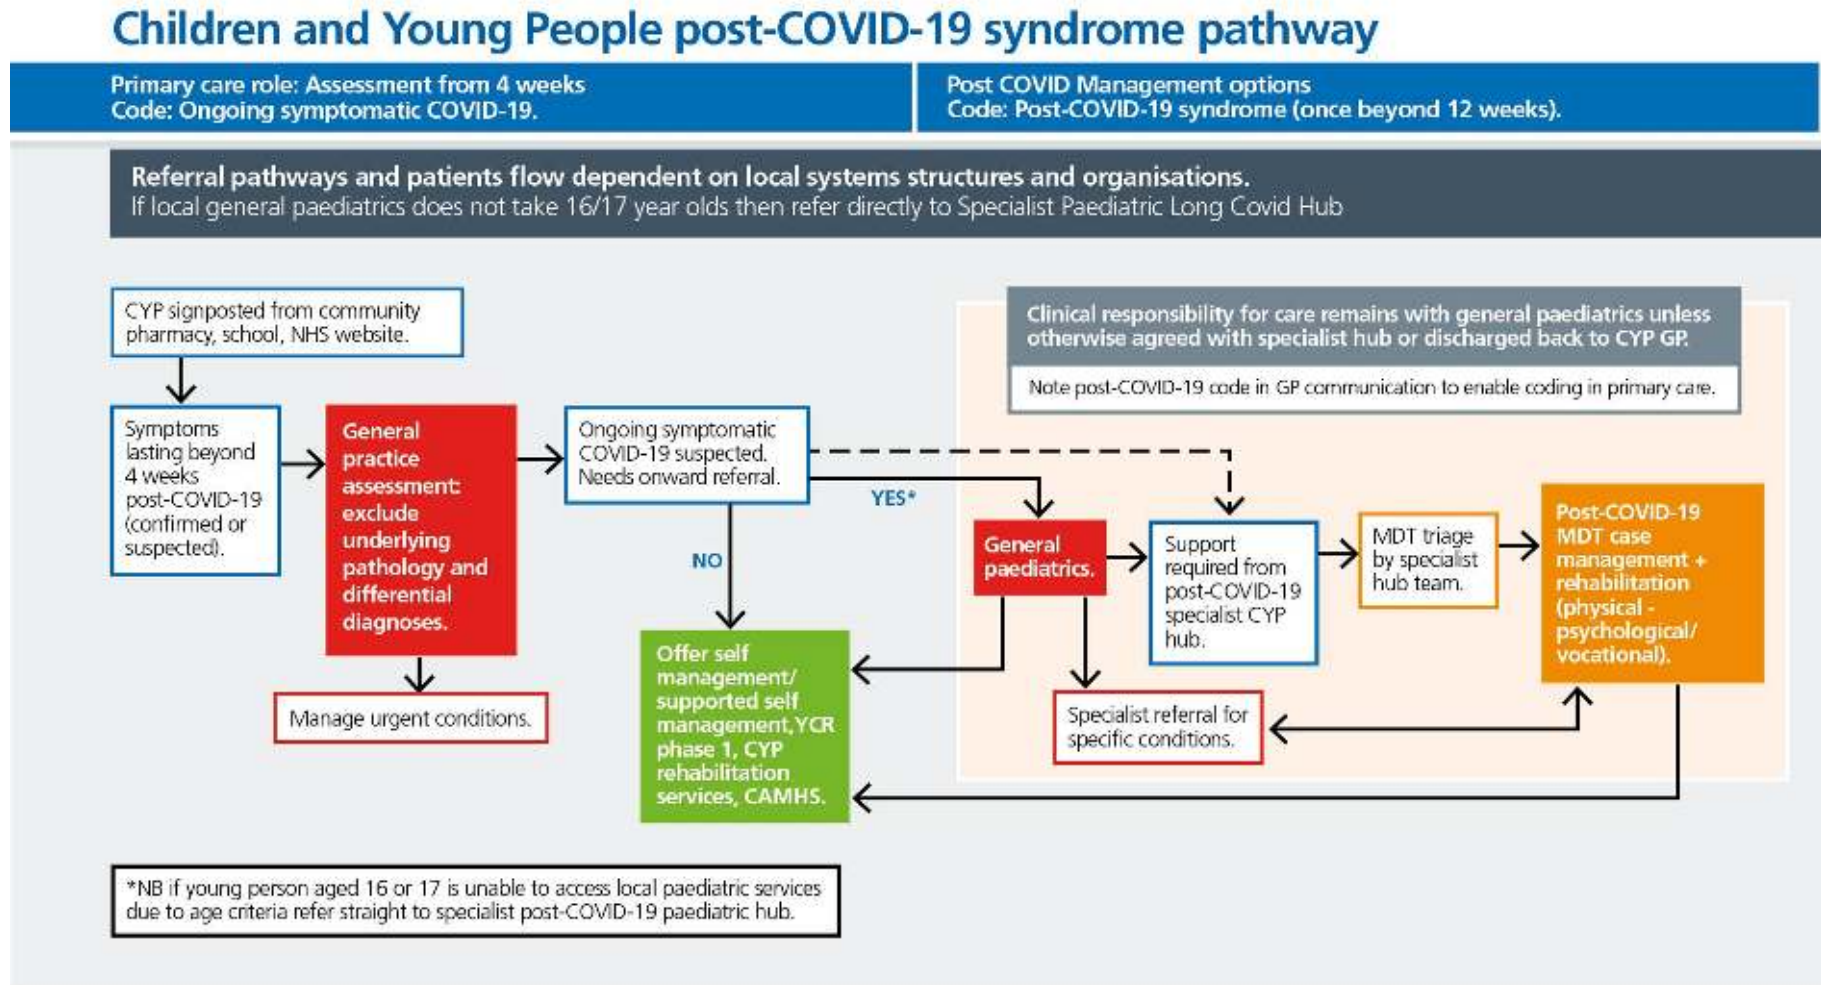 Children and Young People post-COVID-19 syndrome pathway
Primary care role: Assessment from 4 weeks
Code: Ongoing symptomatic COVID-19.
Post COVID Management options
Code: Post-COVID-19 syndrome (once beyond 12 weeks).
Referral pathways and patients flow dependent on local systems structures and organisations.
If local general paediatrics does not take 16/17 year olds then refer directly to Specialist Paediatric Long Covid Hub
CYP signposted from community
pharmacy, school, NHS website.
Clinical responsibility for care remains with general paediatrics unless
otherwise agreed with specialist hub or discharged back to CYP GP.
Note post-COVID-19 code in GP communication to enable coding in primary care.
Symptoms
lasting beyond
4 weeks
post-COVID-19
(confirmed or
suspected).
General
practice
assessment:
exclude
underlying
pathology and
differential
diagnoses.
Ongoing symptomatic
COVID-19 suspected.
Needs onward referral.
YES*
NO
General
paediatrics.
Support
required from
post-COVID-19
specialist CYP
hub.
MDT triage
by specialist
hub team.
Post-COVID-19
MDT case
management +
rehabilitation
(physical -
psychological/
vocational).
Manage urgent conditions.
Offer self
management/
supported self
management,YCR
phase 1, CYP
rehabilitation
services, CAMHS.
Specialist referral for
specific conditions.
*NB if young person aged 16 or 17 is unable to access local paediatric services
due to age criteria refer straight to specialist post-COVID-19 paediatric hub.